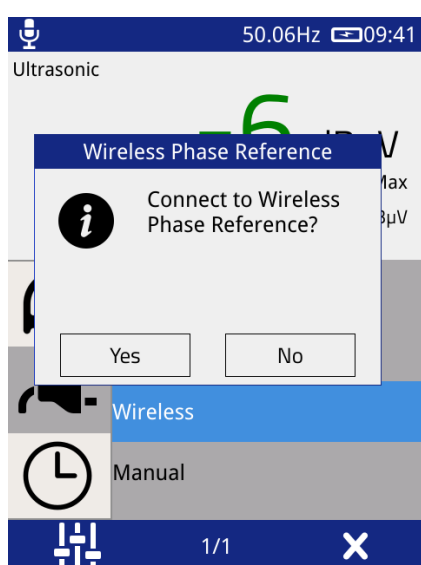 50.06Hz 09:41
Ultrasonic
-6
Wireless Phase Reference
Connect to Wireless
Phase Reference?
Yes No
Wireless
Manual
1/1